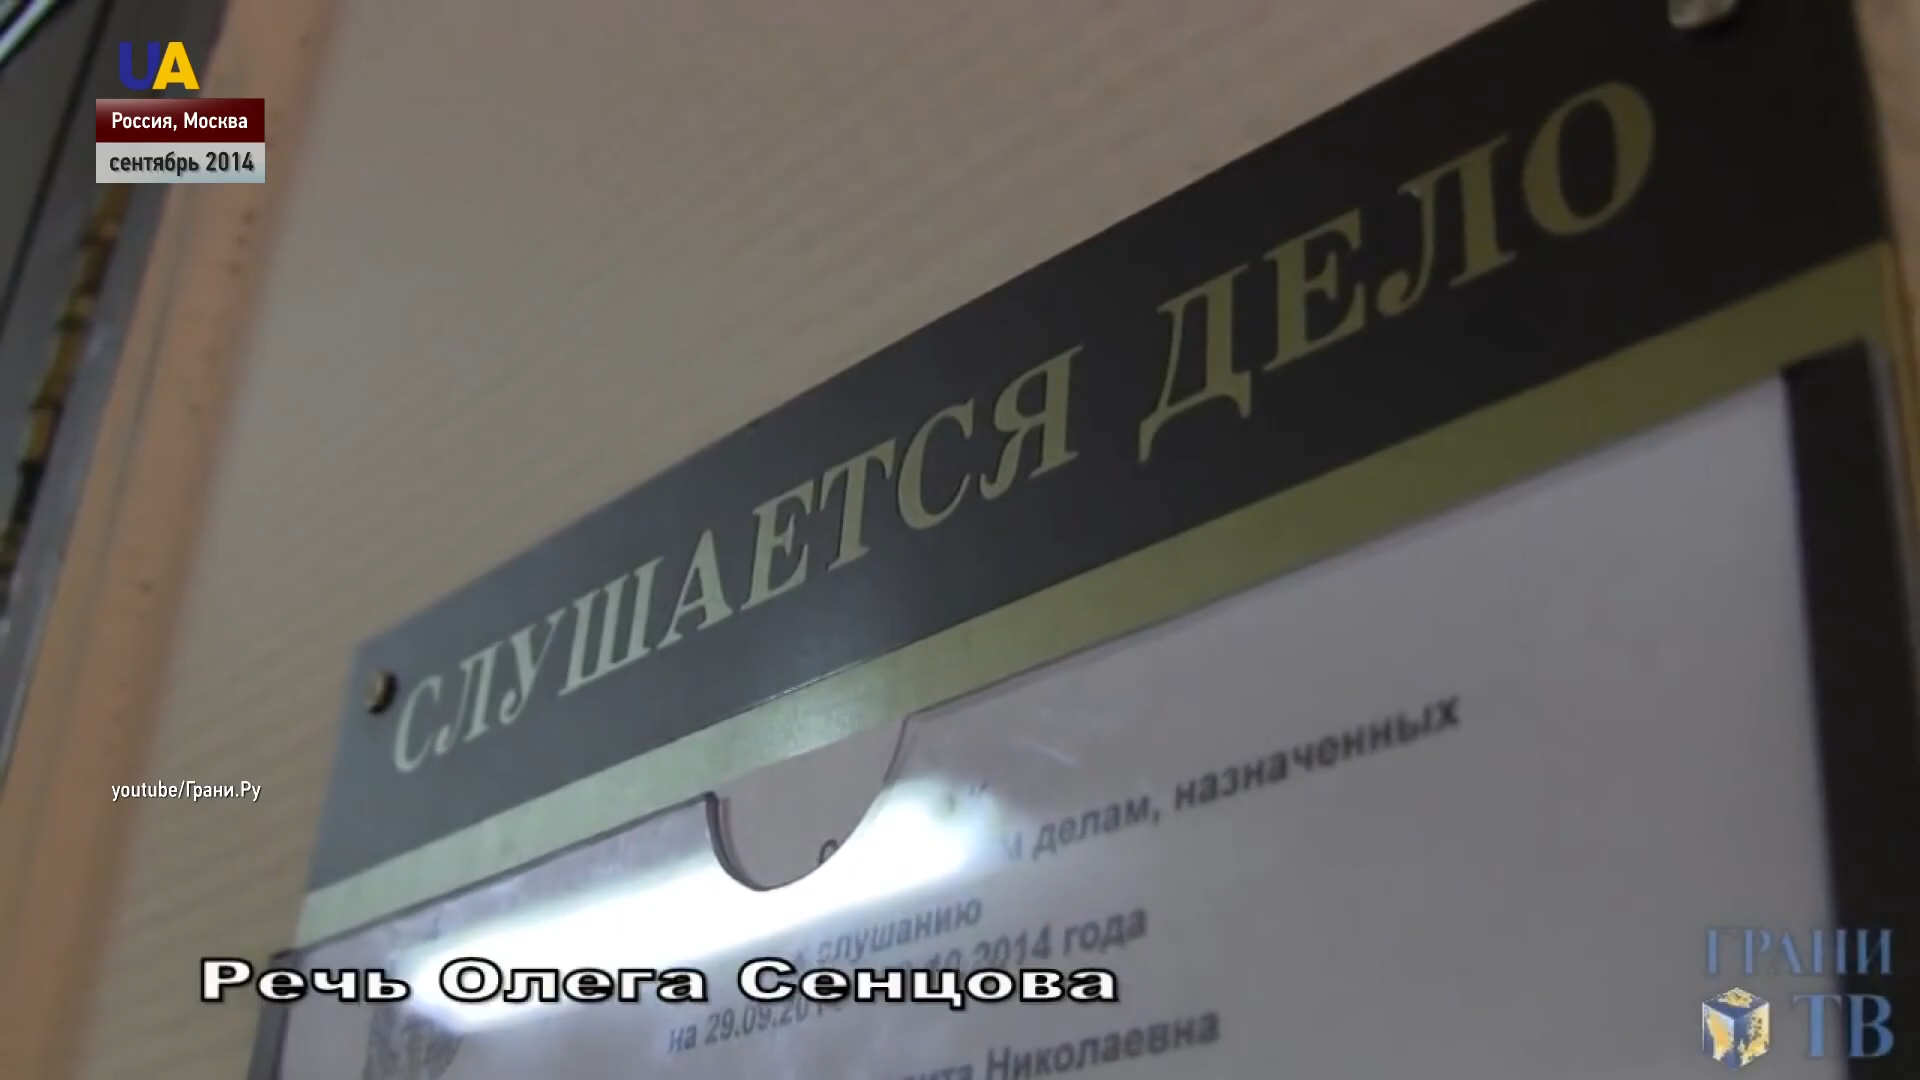 UA
Россия, Москва
сентябрь 2014
СЛУШАЕТСЯ ДЕЛО
делам, назначенных
слушанию
2014 года
на 29.09.20
Николаевна
youtube/Грани.Ру
Речь Олега Сенцова
ГРАНИ
ТВ